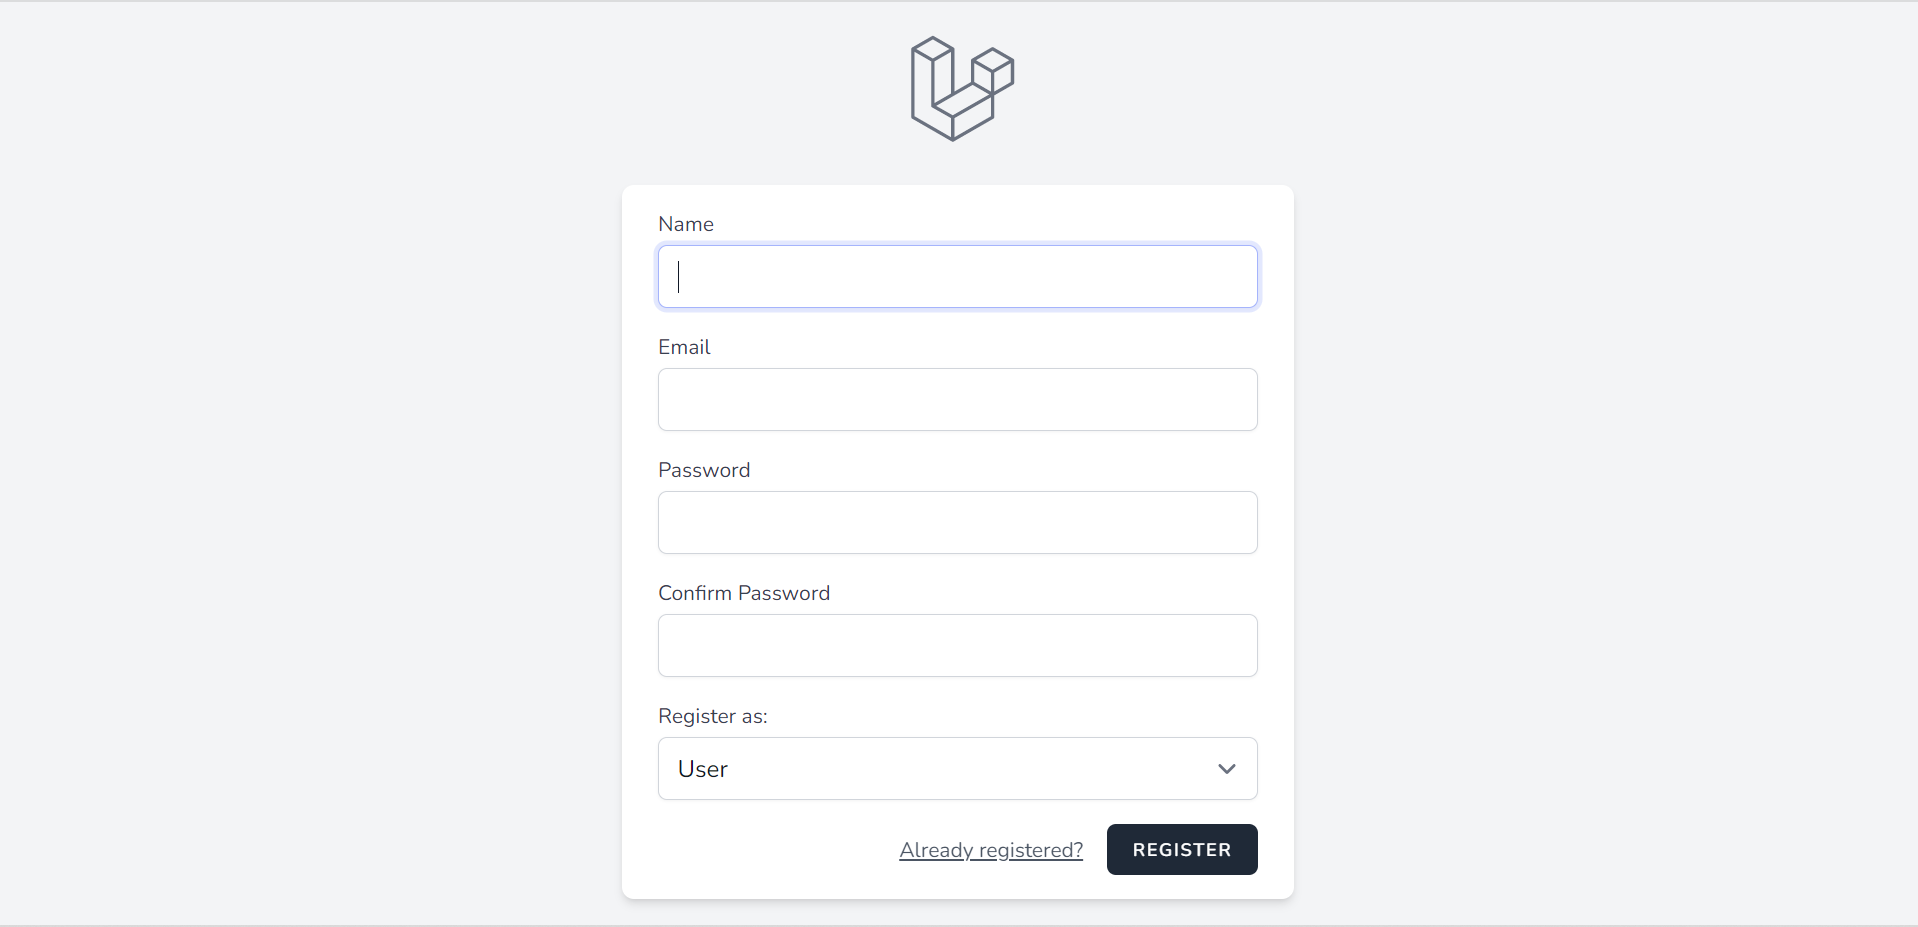 Name
Email
Password
Confirm Password
Register as:
User
Already registered? REGISTER